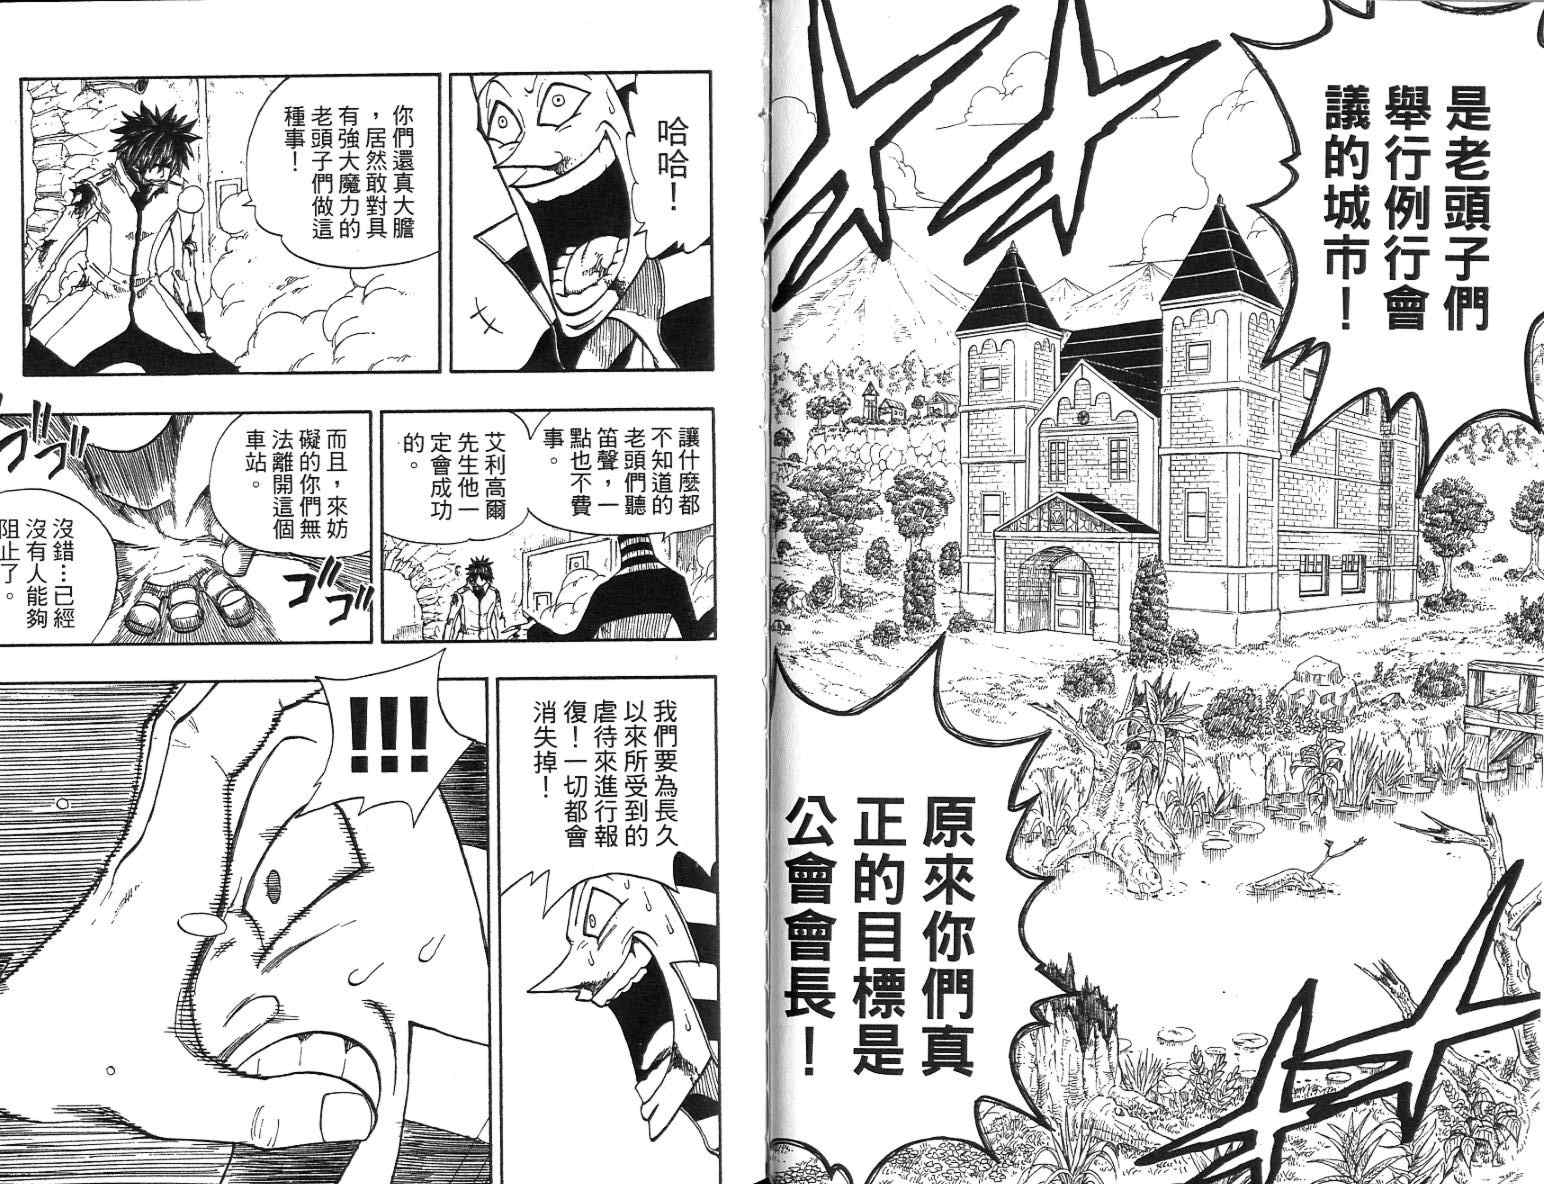 是老頭子們
舉行例行會
議的城市！
原來你們真
正的目標是
公會會長！
哈哈！
你們還真大膽
，居然敢對具
有強大魔力的
老頭子們做這
種事！
讓什麼都
不知道的
老頭們聽
笛聲，一
點也不費
事。
艾利高爾
先生他一
定會成功
的。
而且，來妨
礙的你們無
法離開這個
車站。
沒錯…已經
沒有人能夠
阻止了。
ゴゴ
ゴゴ
我們要為長久
以來所受到的
虐待來進行報
復！一切都會
消失掉！
!!!